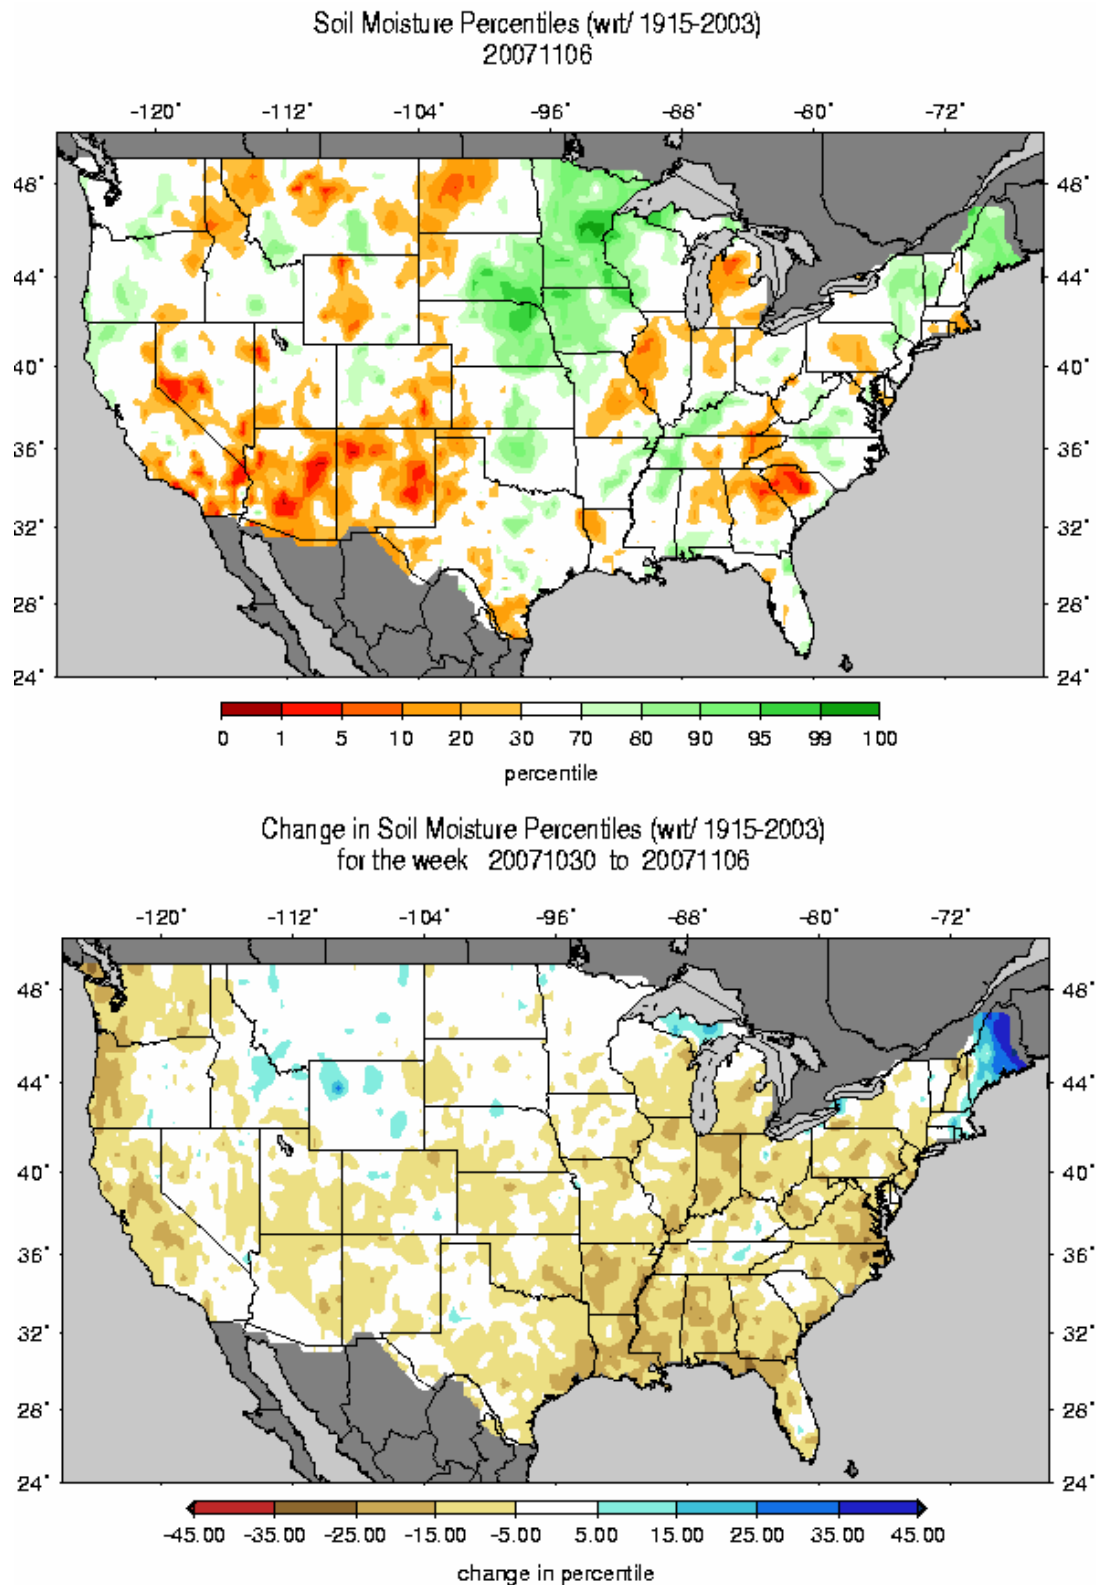 Soil Moisture Percentiles (wrt/ 1915-2003)
20071106
-120° -112° -104° -96° -88° -80° -72°
48° 48°
44° 44°
40° 40°
36° 36°
32° 32°
28° 28°
24° 24°
0 1 5 10 20 30 70 80 90 95 99 100
percentile
Change in Soil Moisture Percentiles (wrt/ 1915-2003)
for the week 20071030 to 20071106
-120° -112° -104° -96° -88° -80° -72°
48° 48°
44° 44°
40° 40°
36° 36°
32° 32°
28° 28°
24° 24°
-45.00 -35.00 -25.00 -15.00 -5.00 5.00 15.00 25.00 35.00 45.00
change in percentile